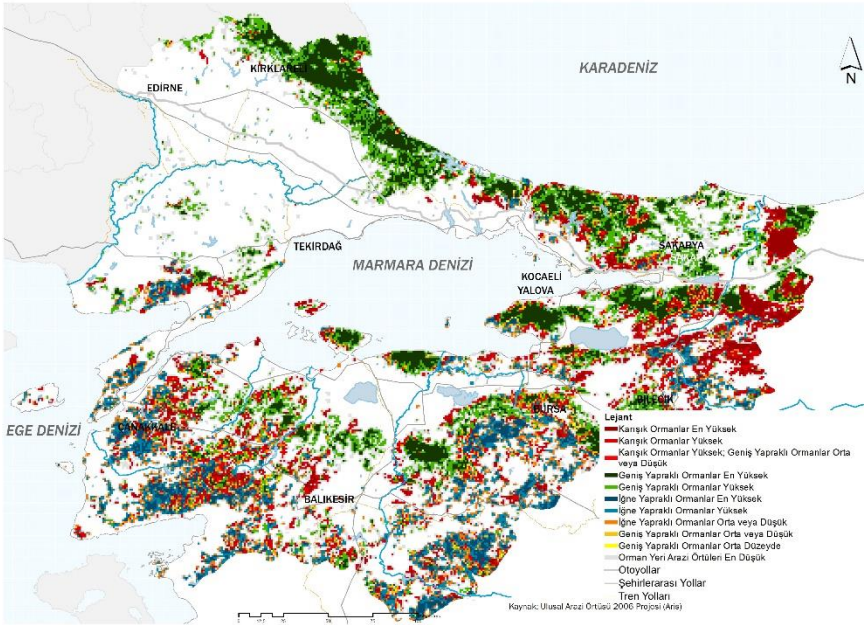 KARADENİZ
N
KIRKLARELİ
EDİRNE
TEKİRDAĞ
SAKARYA
MARMARA DENİZİ
KOCAELİ
YALOVA
EGE DENİZİ
ÇANAKKALE
BURSA
BİLECİK
BALIKESİR
Lejant
Karışık Ormanlar En Yüksek
Karışık Ormanlar Yüksek
Karışık Ormanlar Yüksek; Geniş Yapraklı Ormanlar Orta
veya Düşük
Geniş Yapraklı Ormanlar En Yüksek
Geniş Yapraklı Ormanlar Yüksek
İğne Yapraklı Ormanlar En Yüksek
İğne Yapraklı Ormanlar Yüksek
İğne Yapraklı Ormanlar Orta veya Düşük
Geniş Yapraklı Ormanlar Orta veya Düşük
Geniş Yapraklı Ormanlar Orta Düzeyde
Orman Yeri Arazi Örtüleri En Düşük
Otoyollar
Şehirlerarası Yollar
Tren Yolları
Kaynak: Ulusal Arazi Örtüsü 2006 Projesi (Aris)